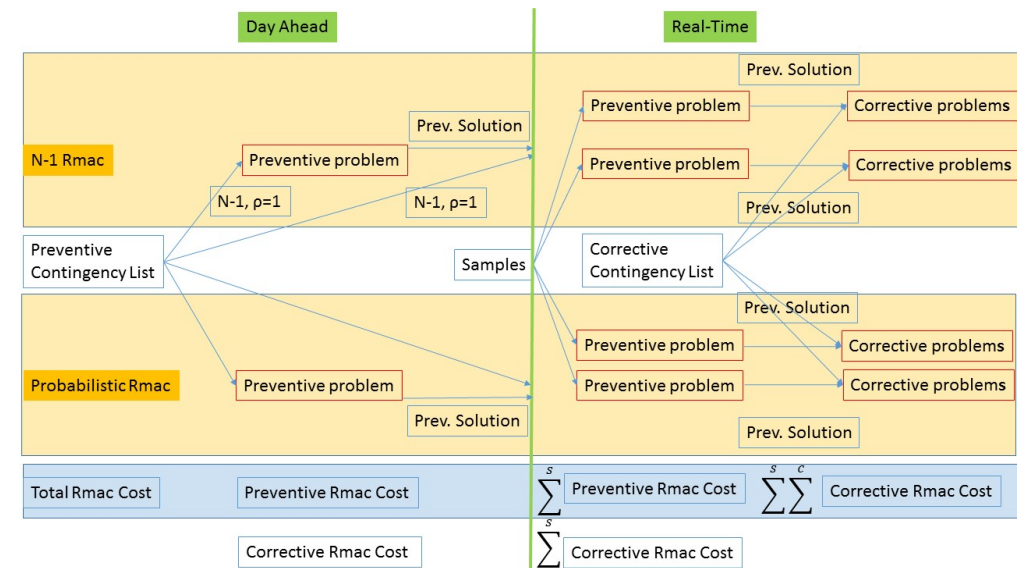 Day Ahead
Real-Time
Prev. Solution
Preventive problem
Corrective problems
Prev. Solution
N-1 Rmac
Preventive problem
Preventive problem
Corrective problems
N-1, ρ=1
N-1, ρ=1
Prev. Solution
Preventive
Contingency List
Samples
Corrective
Contingency List
Prev. Solution
Preventive problem
Corrective problems
Probabilistic Rmac
Preventive problem
Preventive problem
Corrective problems
Prev. Solution
Prev. Solution
Total Rmac Cost
Preventive Rmac Cost
s
∑ Preventive Rmac Cost
s c
∑∑ Corrective Rmac Cost
Corrective Rmac Cost
s
∑ Corrective Rmac Cost